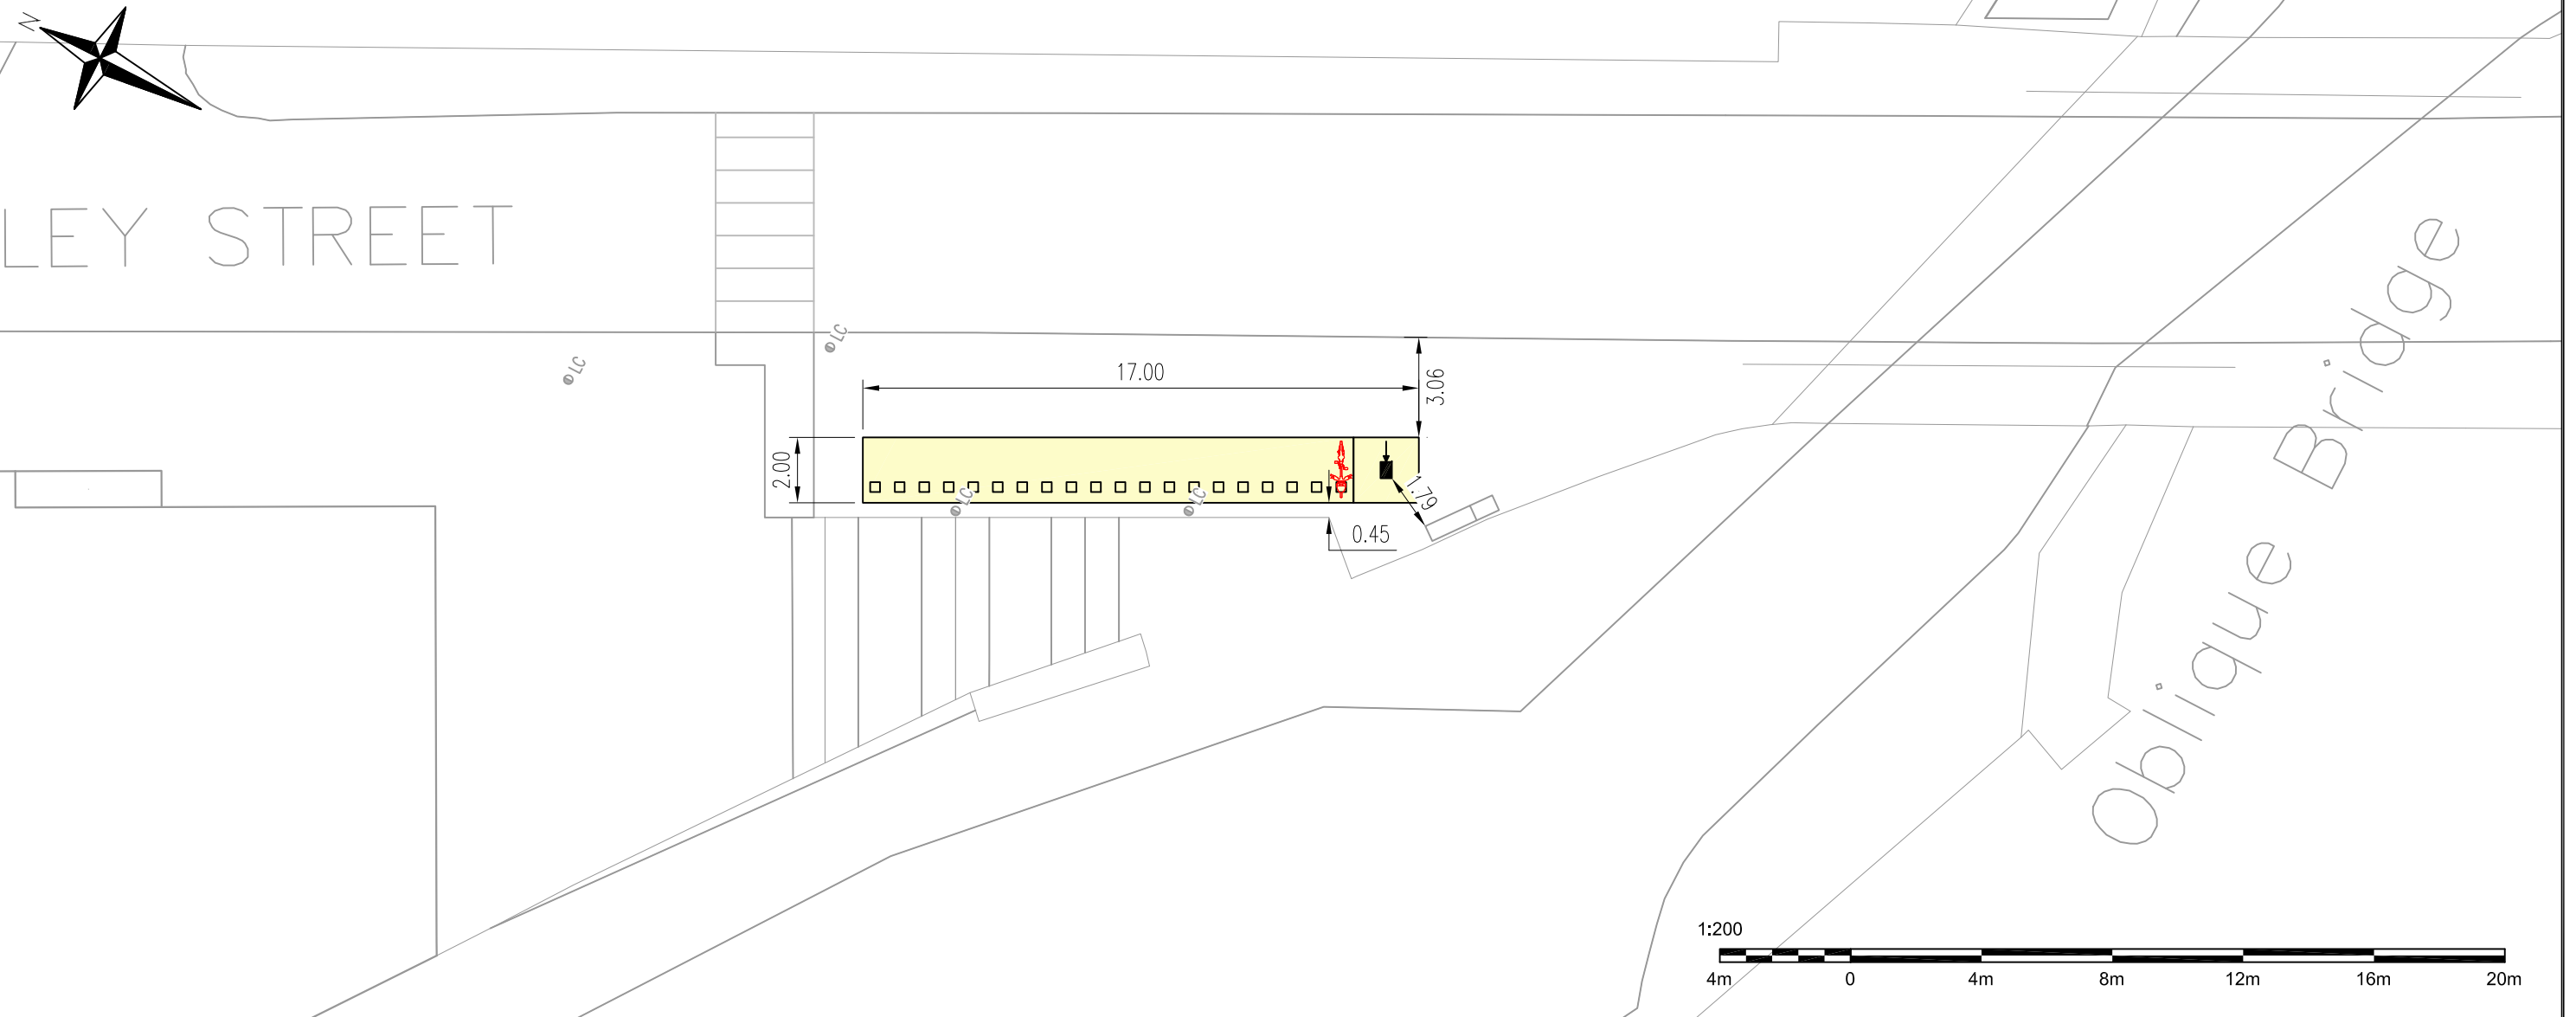 N
LEY STREET
LC
LC
17.00
3.06
2.00
LC
LC
1.79
0.45
Oblique Bridge
1:200
4m 0 4m 8m 12m 16m 20m